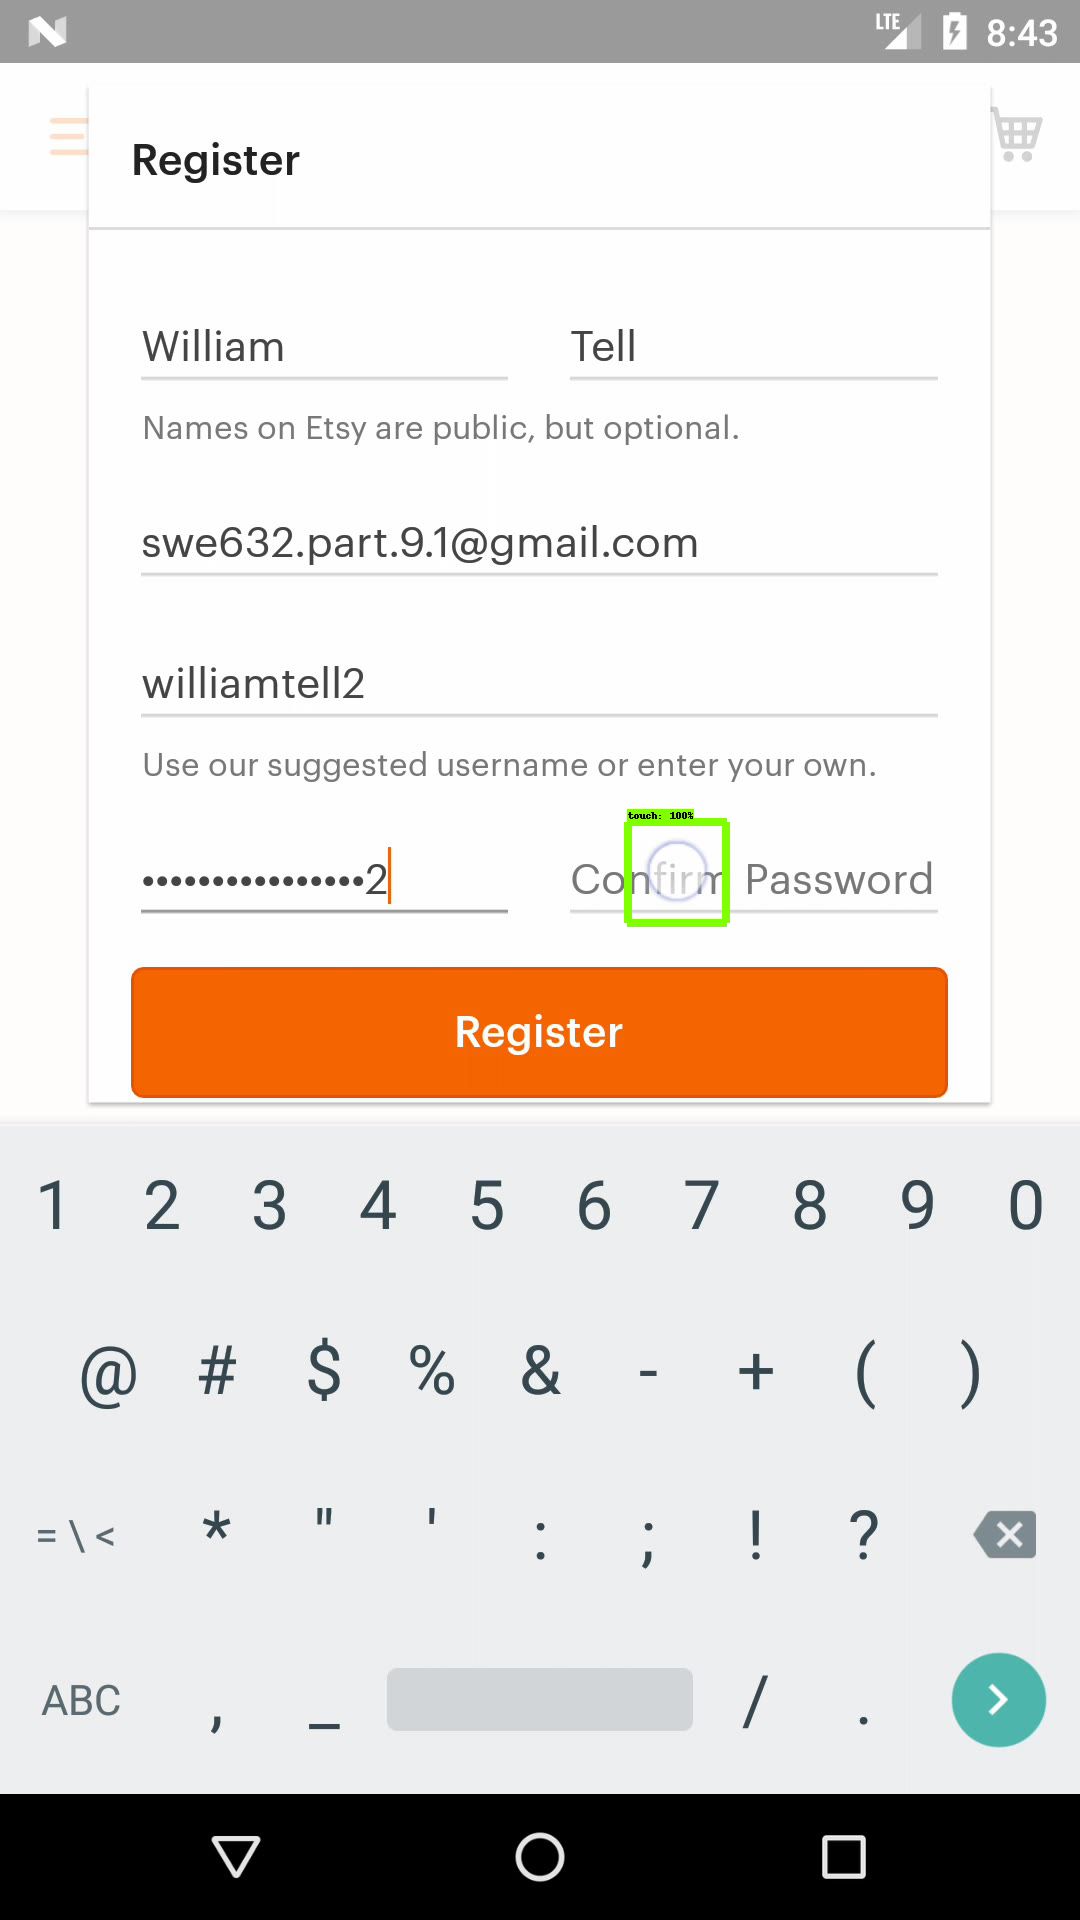 LTE 8:43
Register
William Tell
Names on Etsy are public, but optional.
swe632.part.9.1@gmail.com
williamtell2
Use our suggested username or enter your own.
touch: 100%
••••••••••••••••2 Confirm Password
Register
1 2 3 4 5 6 7 8 9 0
@ # $ % & - + ( )
= \ < * " ' : ; ! ?
ABC , _ / .